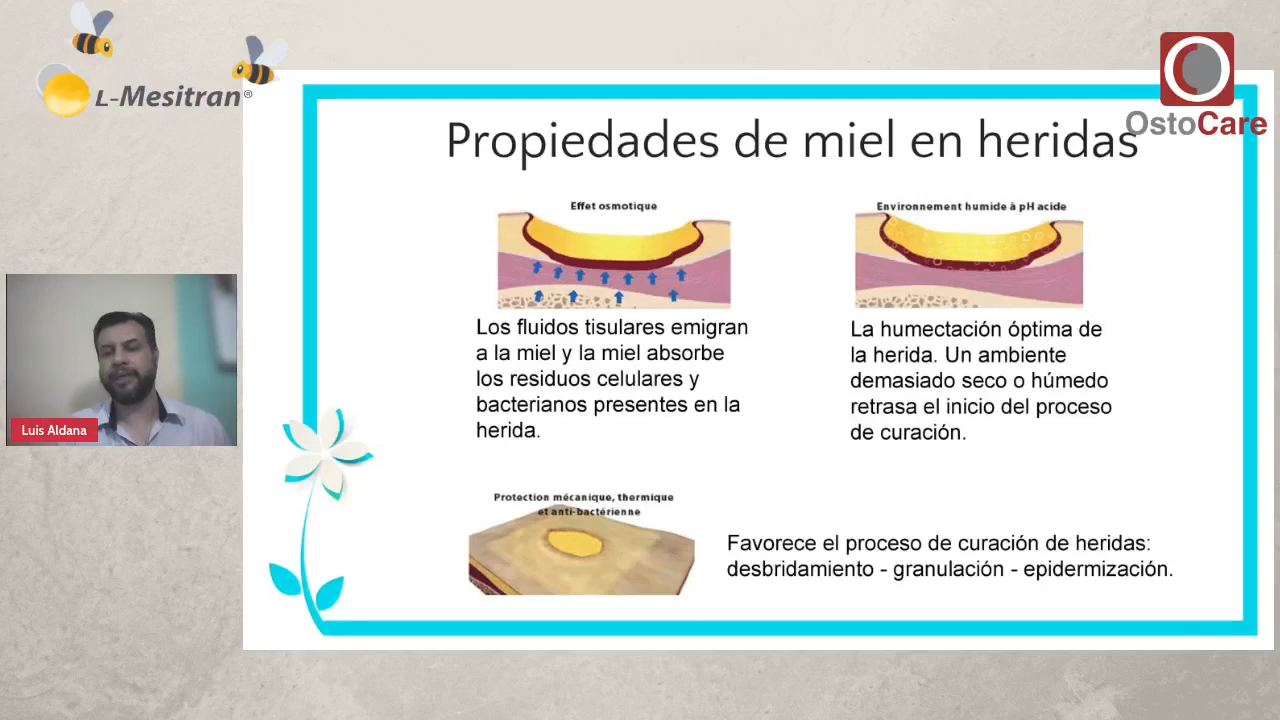 L-Mesitran®
OstoCare
Propiedades de miel en heridas
Effet osmotique
Los fluidos tisulares emigran
a la miel y la miel absorbe
los residuos celulares y
bacterianos presentes en la
herida.
Environnement humide à pH acide
La humectación óptima de
la herida. Un ambiente
demasiado seco o húmedo
retrasa el inicio del proceso
de curación.
Luis Aldana
Protection mécanique, thermique
et anti-bactérienne
Favorece el proceso de curación de heridas:
desbridamiento - granulación - epidermización.